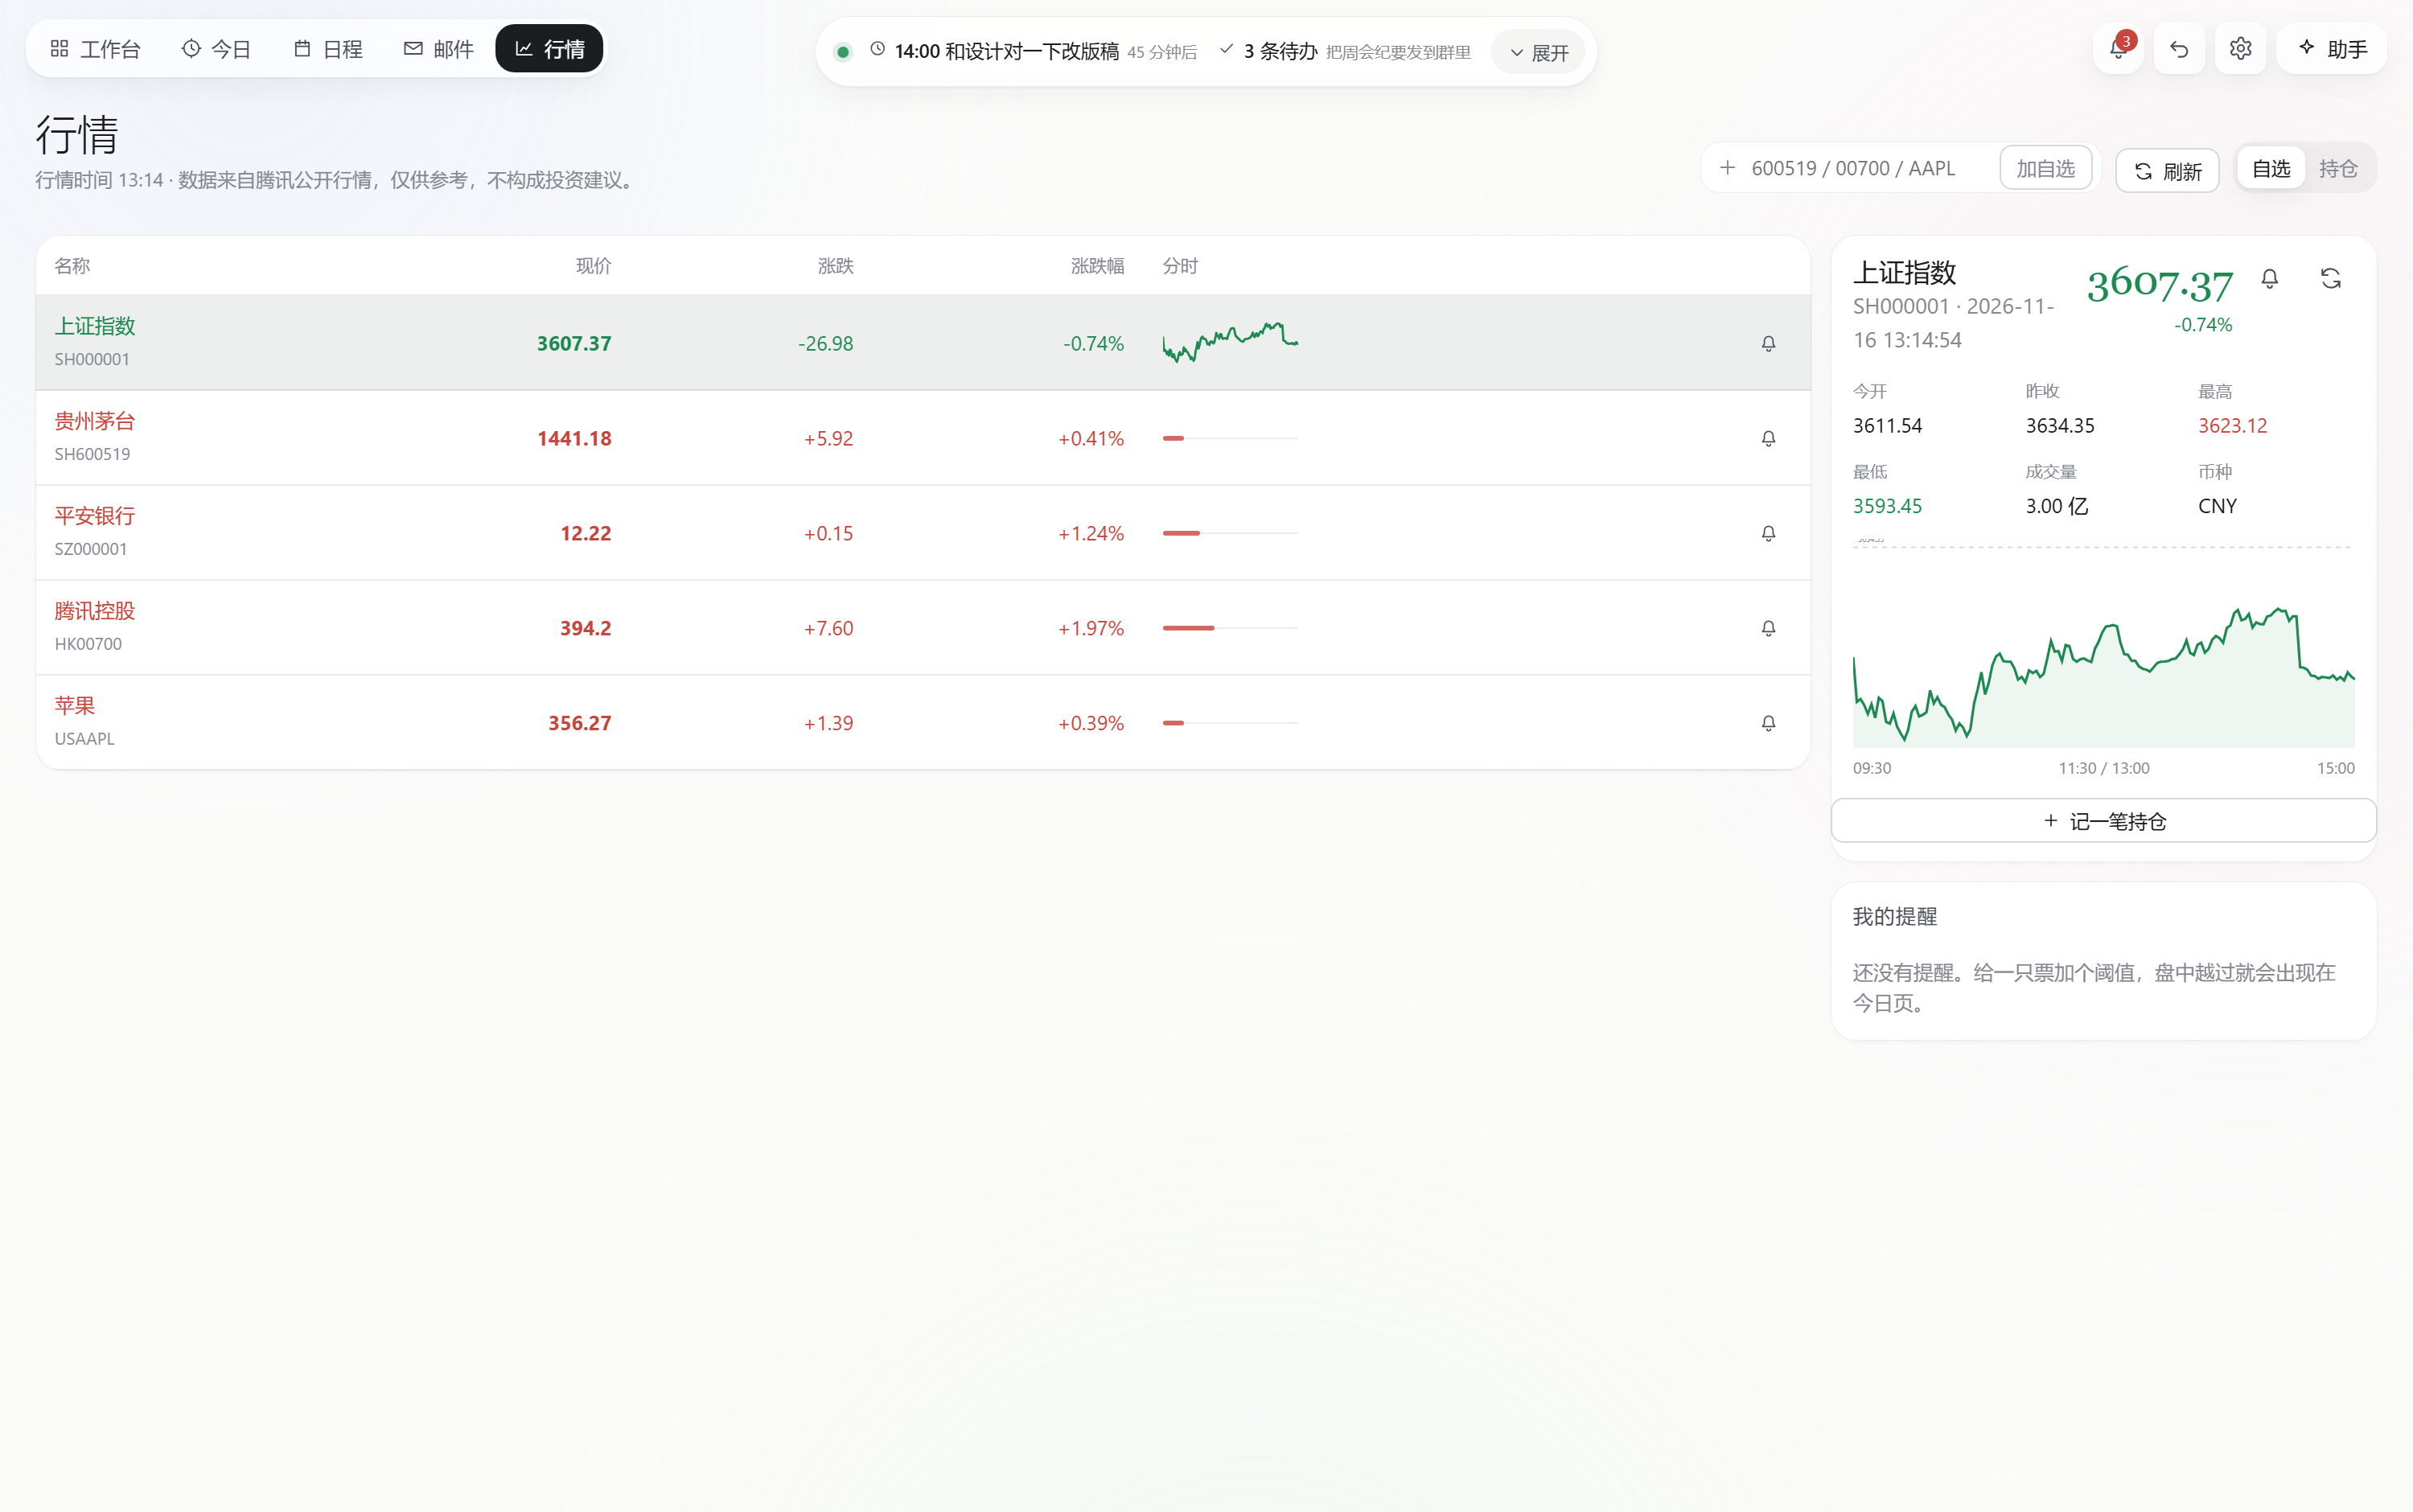 工作台 今日 日程 邮件 行情
14:00 和设计对一下改版稿 45 分钟后 3 条待办 把周会纪要发到群里 展开
3 助手
行情
行情时间 13:14 · 数据来自腾讯公开行情，仅供参考，不构成投资建议。
600519 / 00700 / AAPL 加自选 刷新 自选 持仓
名称 现价 涨跌 涨跌幅 分时
上证指数
SH000001
3607.37 -26.98 -0.74%
贵州茅台
SH600519
1441.18 +5.92 +0.41%
平安银行
SZ000001
12.22 +0.15 +1.24%
腾讯控股
HK00700
394.2 +7.60 +1.97%
苹果
USAAPL
356.27 +1.39 +0.39%
上证指数
SH000001 · 2026-11-
16 13:14:54
3607.37
-0.74%
今开 昨收 最高
3611.54 3634.35 3623.12
最低 成交量 币种
3593.45 3.00 亿 CNY
09:30 11:30 / 13:00 15:00
记一笔持仓
我的提醒
还没有提醒。给一只票加个阈值，盘中越过就会出现在
今日页。